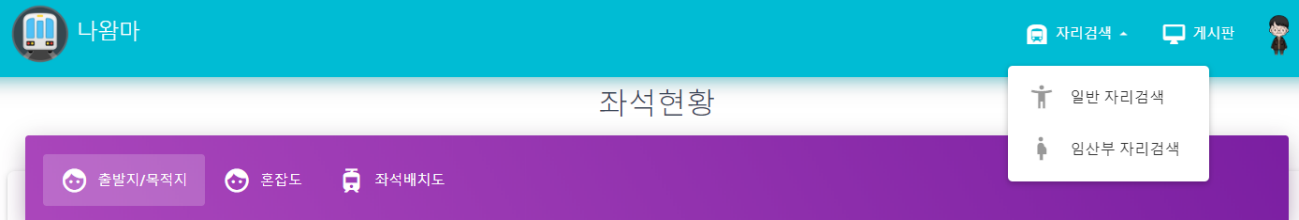 나왐마
자리검색
게시판
일반 자리검색
임산부 자리검색
좌석현황
출발지/목적지
혼잡도
좌석배치도